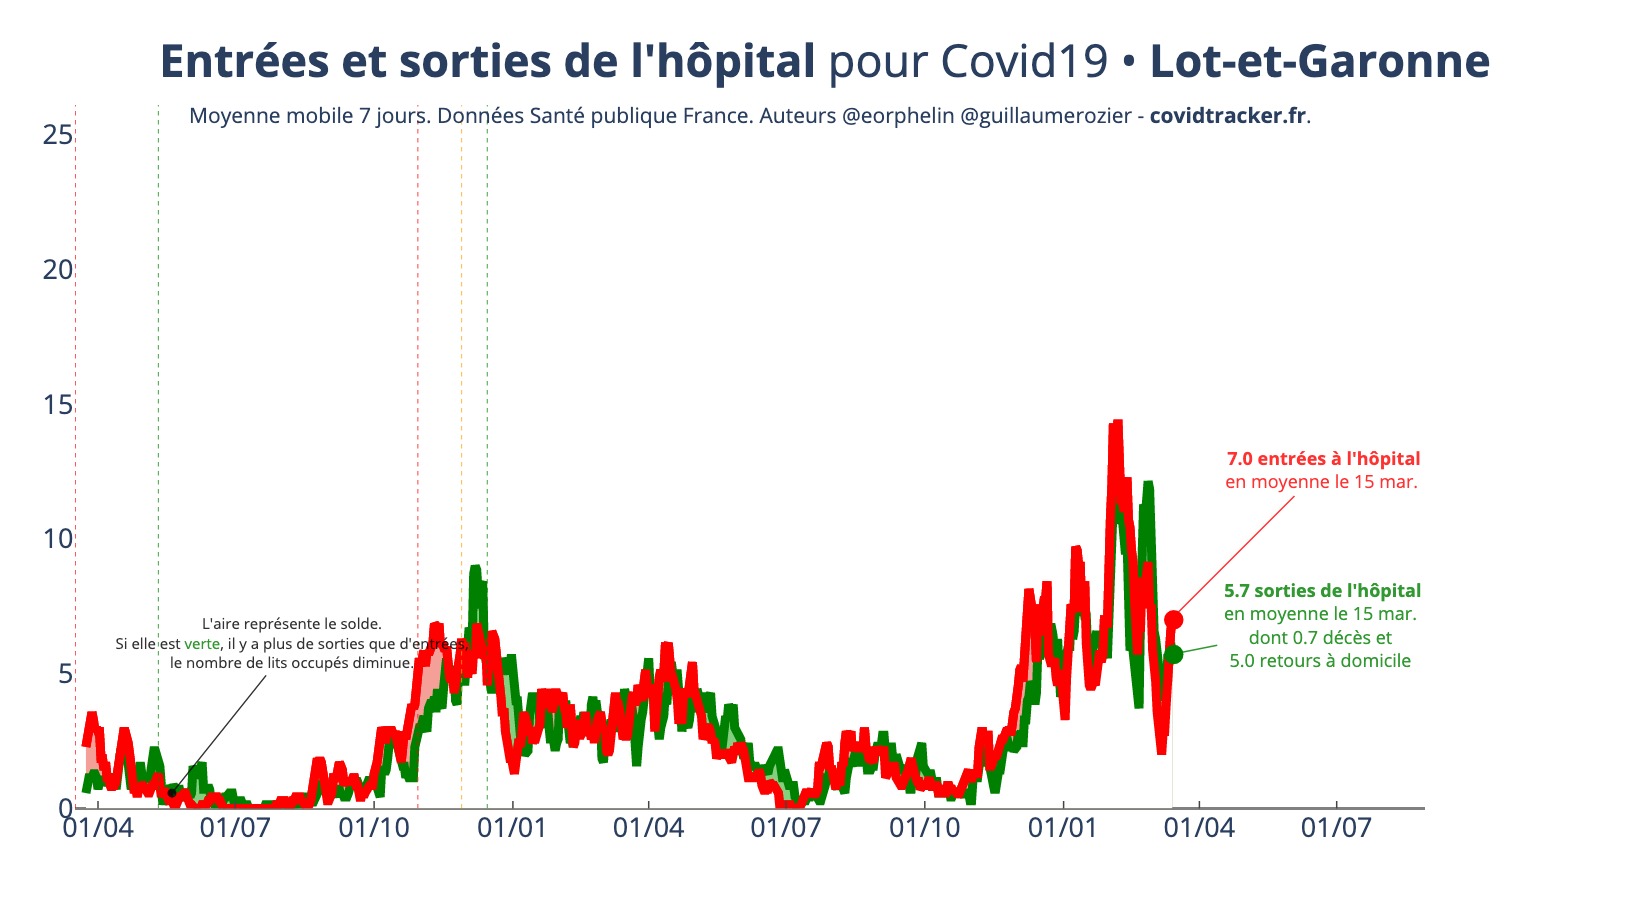 Entrées et sorties de l'hôpital pour Covid19 • Lot-et-Garonne
Moyenne mobile 7 jours. Données Santé publique France. Auteurs @eorphelin @guillaumerozier - covidtracker.fr.
25
20
15
10
5
0
7.0 entrées à l'hôpital
en moyenne le 15 mar.
5.7 sorties de l'hôpital
en moyenne le 15 mar.
dont 0.7 décès et
5.0 retours à domicile
L'aire représente le solde.
Si elle est verte, il y a plus de sorties que d'entrées,
le nombre de lits occupés diminue.
01/04 01/07 01/10 01/01 01/04 01/07 01/10 01/01 01/04 01/07